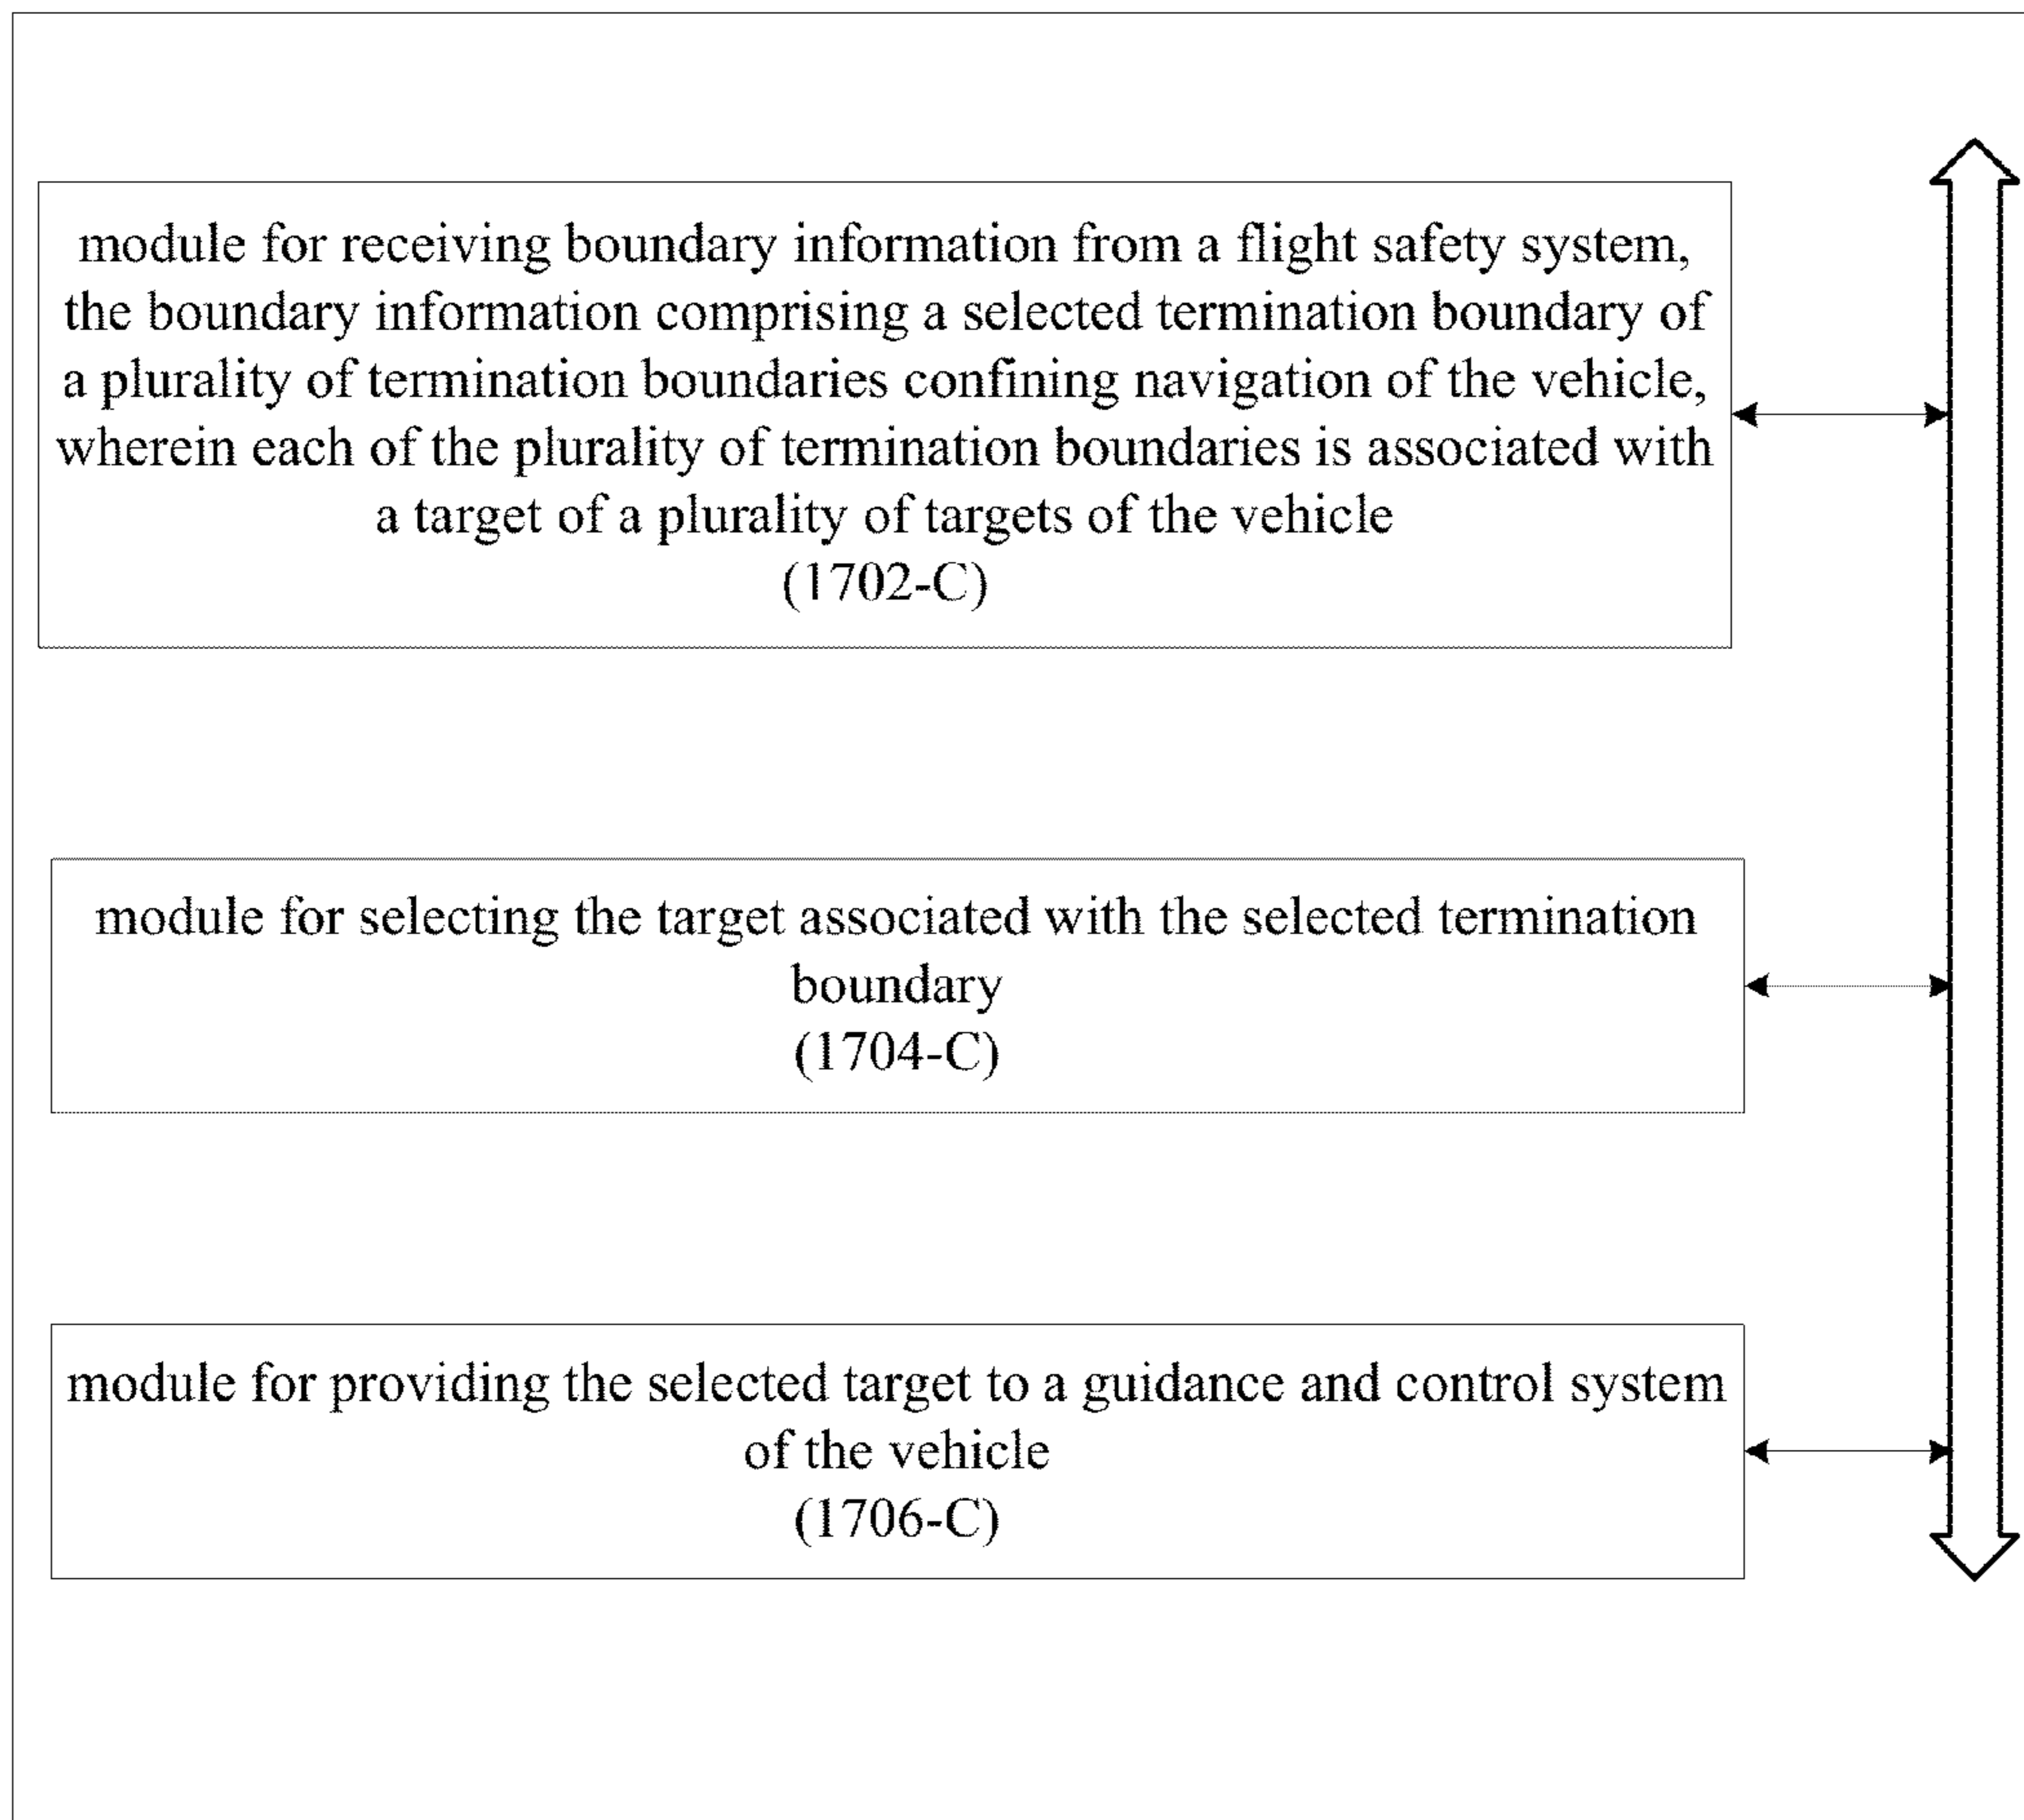 module for receiving boundary information from a flight safety system,
the boundary information comprising a selected termination boundary of
a plurality of termination boundaries confining navigation of the vehicle,
wherein each of the plurality of termination boundaries is associated with
a target of a plurality of targets of the vehicle
(1702-C)
module for selecting the target associated with the selected termination
boundary
(1704-C)
module for providing the selected target to a guidance and control system
of the vehicle
(1706-C)